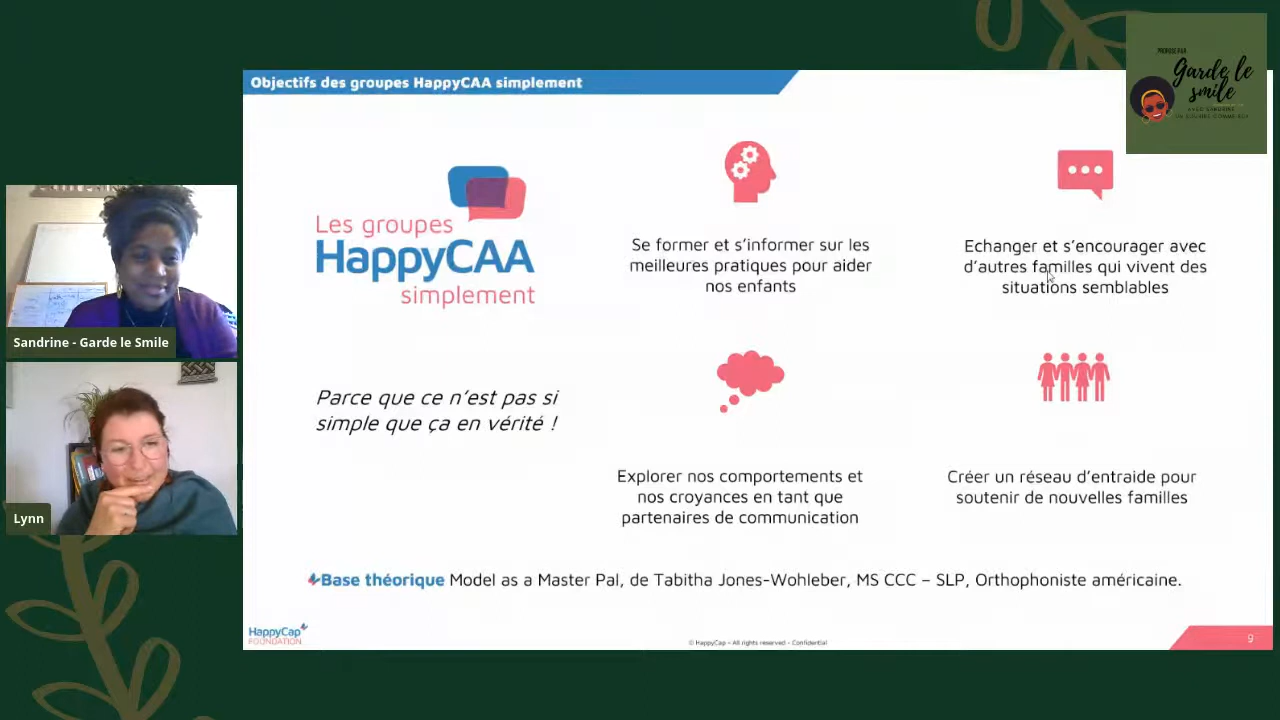 Objectifs des groupes HappyCAA simplement
PROPOSÉ PAR
Garde le
smile
AVEC SANDRINE
Les groupes
HappyCAA
simplement
Parce que ce n’est pas si
simple que ça en vérité !
Se former et s’informer sur les
meilleures pratiques pour aider
nos enfants
Echanger et s’encourager avec
d’autres familles qui vivent des
situations semblables
Explorer nos comportements et
nos croyances en tant que
partenaires de communication
Créer un réseau d’entraide pour
soutenir de nouvelles familles
Base théorique Model as a Master Pal, de Tabitha Jones-Wohleber, MS CCC – SLP, Orthophoniste américaine.
HappyCap
FOUNDATION
© HappyCap – All rights reserved - Confidential
9
Sandrine - Garde le Smile
Lynn